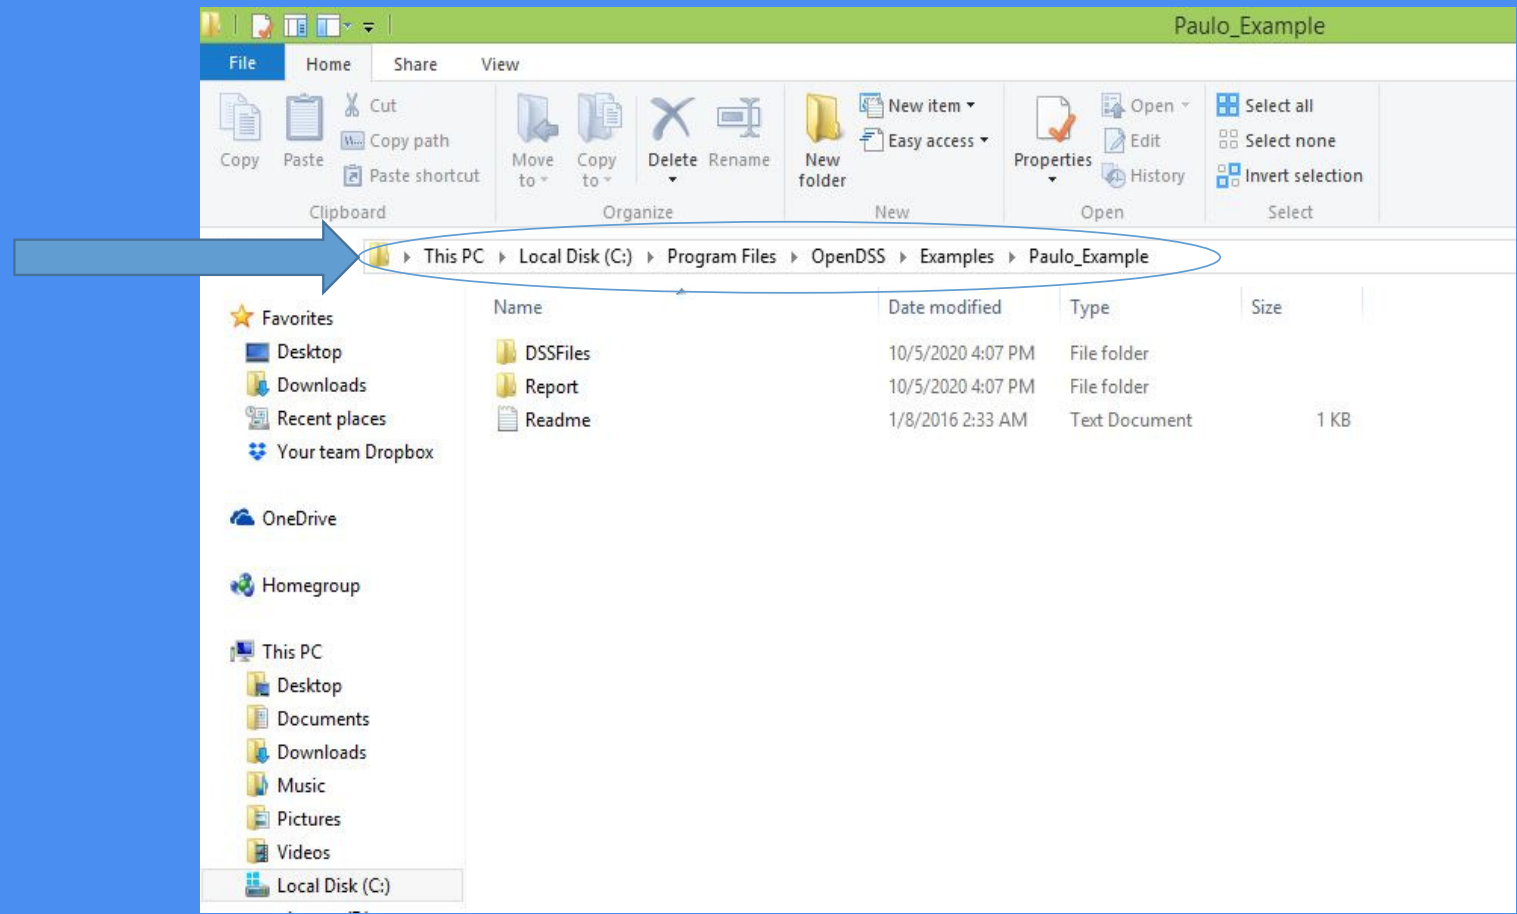 Paulo_Example
File Home Share View
Copy
Paste
Cut
Copy path
Paste shortcut
Clipboard
Move to
Copy to
Delete
Rename
Organize
New folder
New item
Easy access
New
Properties
Open
Edit
History
Open
Select all
Select none
Invert selection
Select
This PC Local Disk (C:) Program Files OpenDSS Examples Paulo_Example
Name Date modified Type Size
DSSFiles 10/5/2020 4:07 PM File folder
Report 10/5/2020 4:07 PM File folder
Readme 1/8/2016 2:33 AM Text Document 1 KB
Favorites
Desktop
Downloads
Recent places
Your team Dropbox
OneDrive
Homegroup
This PC
Desktop
Documents
Downloads
Music
Pictures
Videos
Local Disk (C:)